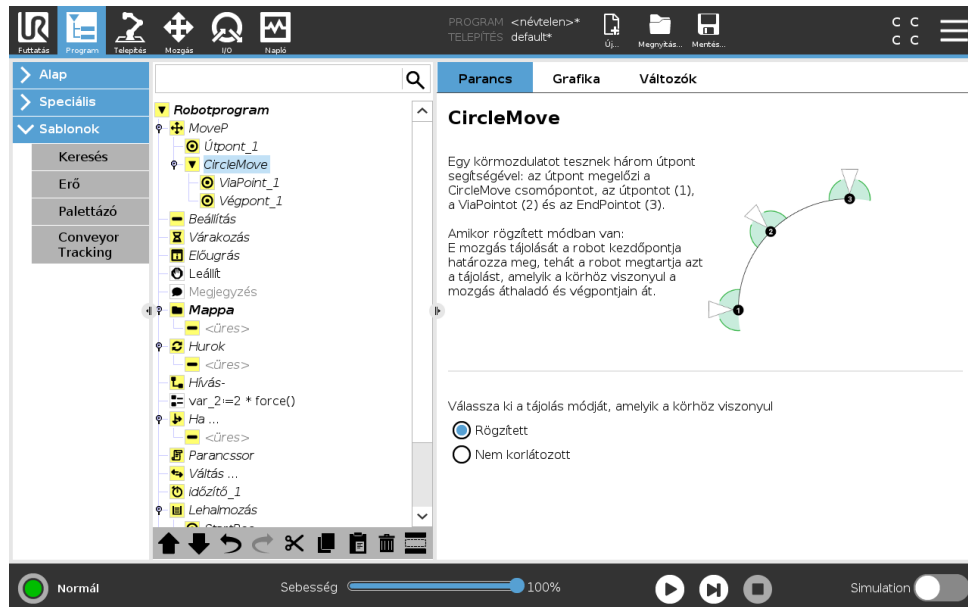 PROGRAM <névtelen>*
TELEPÍTÉS default*
Futtatás
Program
Telepítés
Mozgás
I/O
Napló
Új...
Megnyitás...
Mentés...
C C
C C
Alap
Speciális
Sablonok
Keresés
Erő
Palettázó
Conveyor
Tracking
Robotprogram
MoveP
Útpont_1
CircleMove
ViaPoint_1
Végpont_1
Beállítás
Várakozás
Előugrás
Leállít
Megjegyzés
Mappa
<üres>
Hurok
<üres>
Hívás-
var_2:=2 * force()
Ha ...
<üres>
Parancssor
Váltás ...
időzítő_1
Lehalmozás
Parancs
Grafika
Változók
CircleMove
Egy körmozdulatot tesznek három útpont
segítségével: az útpont megelőzi a
CircleMove csomópontot, az útpontot (1),
a ViaPointot (2) és az EndPointot (3).
Amikor rögzített módban van:
E mozgás tájolását a robot kezdőpontja
határozza meg, tehát a robot megtartja azt
a tájolást, amelyik a körhöz viszonyul a
mozgás áthaladó és végpontjain át.
3
2
1
Válassza ki a tájolás módját, amelyik a körhöz viszonyul
Rögzített
Nem korlátozott
Normál
Sebesség
100%
Simulation